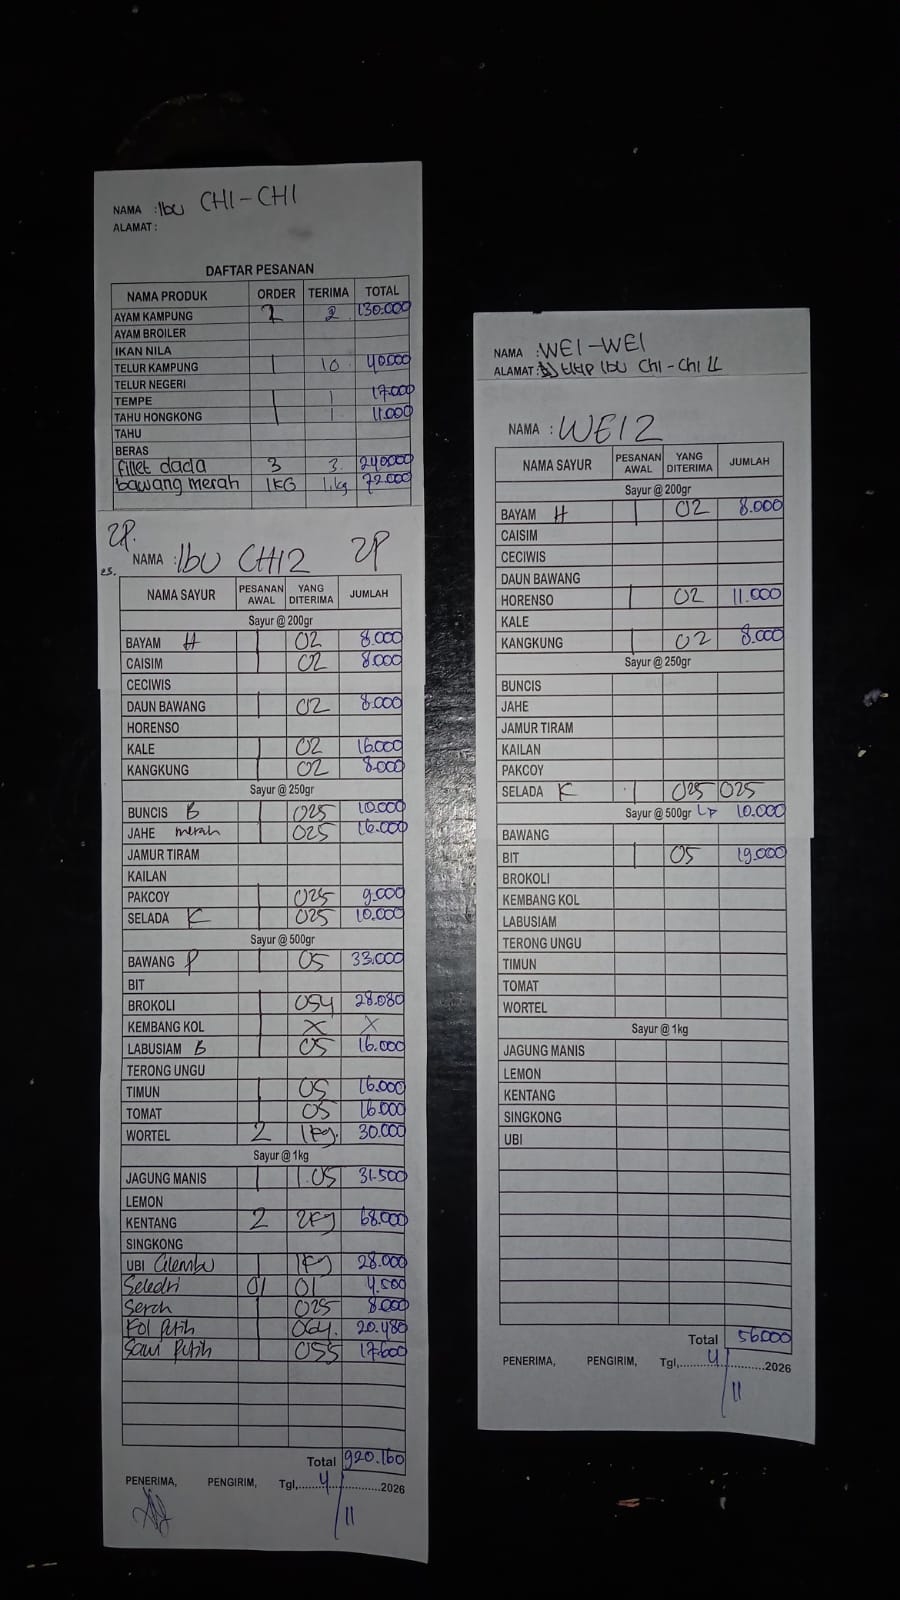 NAMA : Ibu CHI-CHI
ALAMAT :
DAFTAR PESANAN
NAMA PRODUK ORDER TERIMA TOTAL
AYAM KAMPUNG 2 2 130.000
AYAM BROILER
IKAN NILA
TELUR KAMPUNG 1 10 40.000
TELUR NEGERI
TEMPE 1 1 17.000
TAHU HONGKONG 1 1 11.000
TAHU
BERAS
fillet dada 3 3 240000
bawang merah 1KG 1kg 72.000
2P.
NAMA : Ibu CHI2 2P
25.
NAMA SAYUR PESANAN AWAL YANG DITERIMA JUMLAH
Sayur @ 200gr
BAYAM H 1 02 8.000
CAISIM 1 02 8.000
CECIWIS
DAUN BAWANG 1 02 8.000
HORENSO
KALE 1 02 16.000
KANGKUNG 1 02 8.000
Sayur @ 250gr
BUNCIS B 1 025 10.000
JAHE merah 1 025 16.000
JAMUR TIRAM
KAILAN
PAKCOY 1 025 9.000
SELADA K 1 025 10.000
Sayur @ 500gr
BAWANG P 1 05 33.000
BIT
BROKOLI 1 054 28.080
KEMBANG KOL 1 X X
LABUSIAM B 1 05 16.000
TERONG UNGU
TIMUN 1 05 16.000
TOMAT 1 05 16.000
WORTEL 2 1kg. 30.000
Sayur @ 1kg
JAGUNG MANIS 1 1.05 31.500
LEMON
KENTANG 2 2kg 68.000
SINGKONG
UBI Cilembu 1 1kg 28.000
Seledri 01 01 4.500
Sereh 1 025 8.000
Kol Putih 1 064. 20.480
Sawi Putih 1 055 17.600
Total 920.160
PENERIMA, PENGIRIM, Tgl,....4/11....2026
NAMA : WEI-WEI
ALAMAT : titip Ibu CHI-CHI
NAMA : WEI2
NAMA SAYUR PESANAN AWAL YANG DITERIMA JUMLAH
Sayur @ 200gr
BAYAM H 1 02 8.000
CAISIM
CECIWIS
DAUN BAWANG
HORENSO 1 02 11.000
KALE
KANGKUNG 1 02 8.000
Sayur @ 250gr
BUNCIS
JAHE
JAMUR TIRAM
KAILAN
PAKCOY
SELADA K 1 025 025
Sayur @ 500gr 10.000
BAWANG
BIT 1 05 19.000
BROKOLI
KEMBANG KOL
LABUSIAM
TERONG UNGU
TIMUN
TOMAT
WORTEL
Sayur @ 1kg
JAGUNG MANIS
LEMON
KENTANG
SINGKONG
UBI
Total 56000
PENERIMA, PENGIRIM, Tgl,....4/11....2026